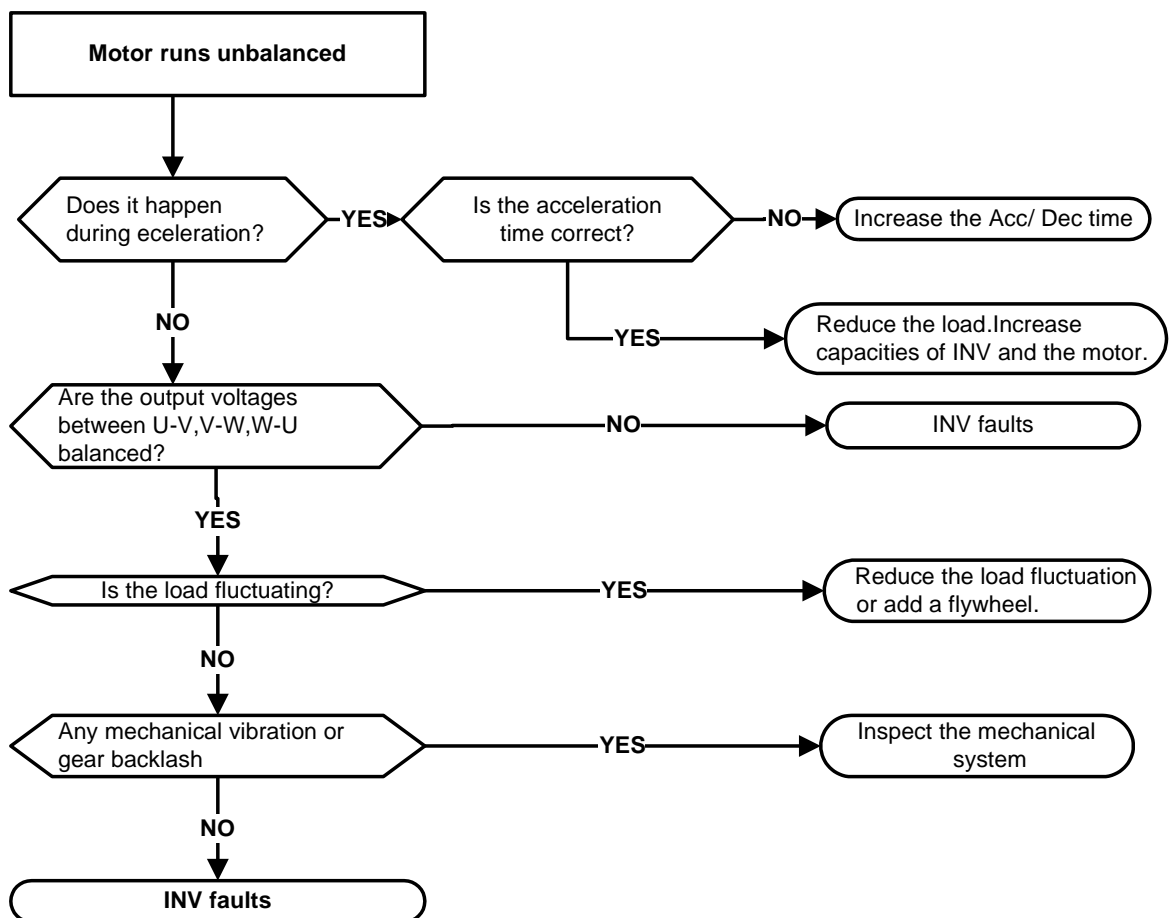 Motor runs unbalanced
Does it happen
during eceleration?
YES
Is the acceleration
time correct?
NO
Increase the Acc/ Dec time
YES
Reduce the load.Increase
capacities of INV and the motor.
NO
Are the output voltages
between U-V,V-W,W-U
balanced?
NO
INV faults
YES
Is the load fluctuating?
YES
Reduce the load fluctuation
or add a flywheel.
NO
Any mechanical vibration or
gear backlash
YES
Inspect the mechanical
system
NO
INV faults